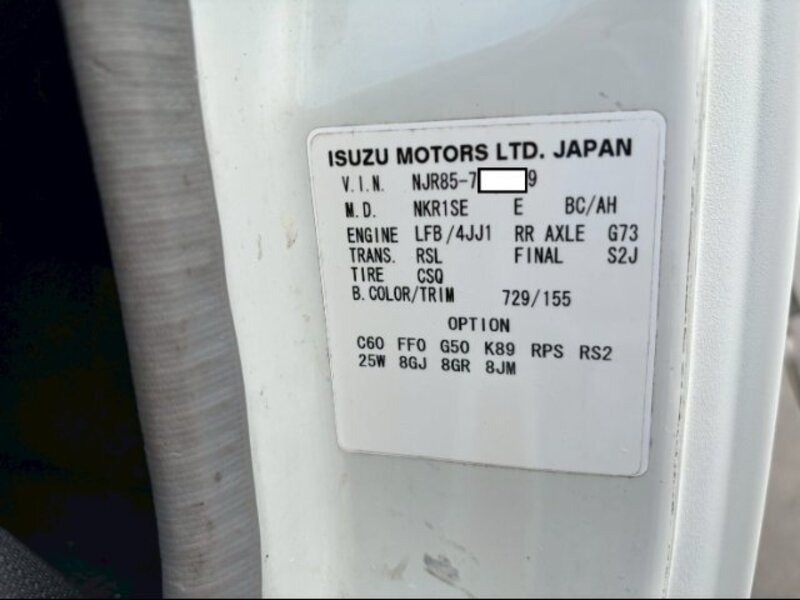 ISUZU MOTORS LTD. JAPAN
V.I.N. NJR85-7 9
M.D. NKR1SE E BC/AH
ENGINE LFB/4JJ1 RR AXLE G73
TRANS. RSL FINAL S2J
TIRE CSQ
B.COLOR/TRIM 729/155
OPTION
C60 FF0 G50 K89 RPS RS2
25W 8GJ 8GR 8JM